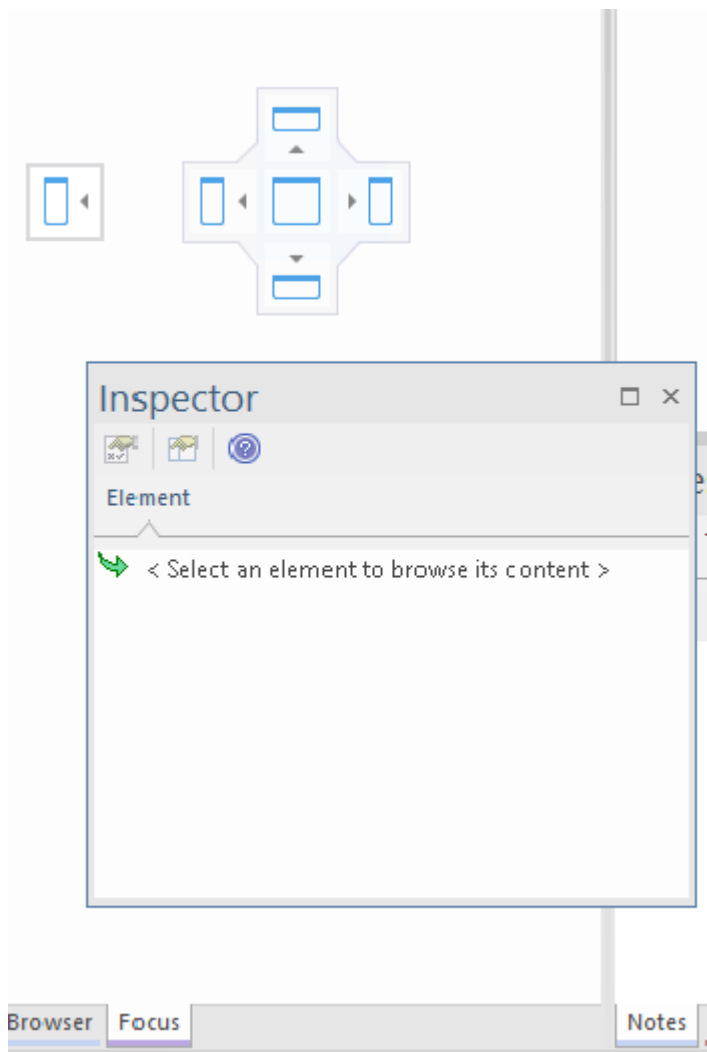 Inspector
Element
< Select an element to browse its content >
Browser
Focus
Notes